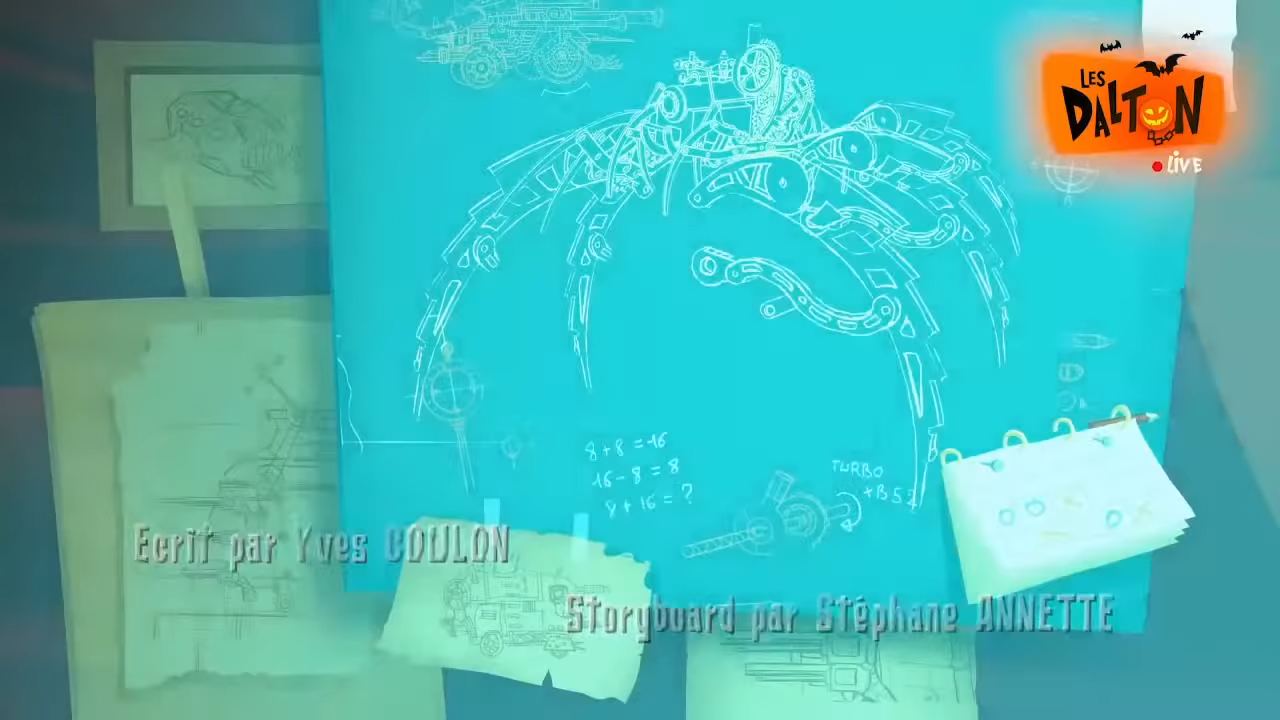 LES
DALTON
LIVE
8 + 8 = 16
16 - 8 = 8
8 + 16 = ?
TURBO
Ecrit par Yves COULON
Storyboard par Stéphane ANNETTE